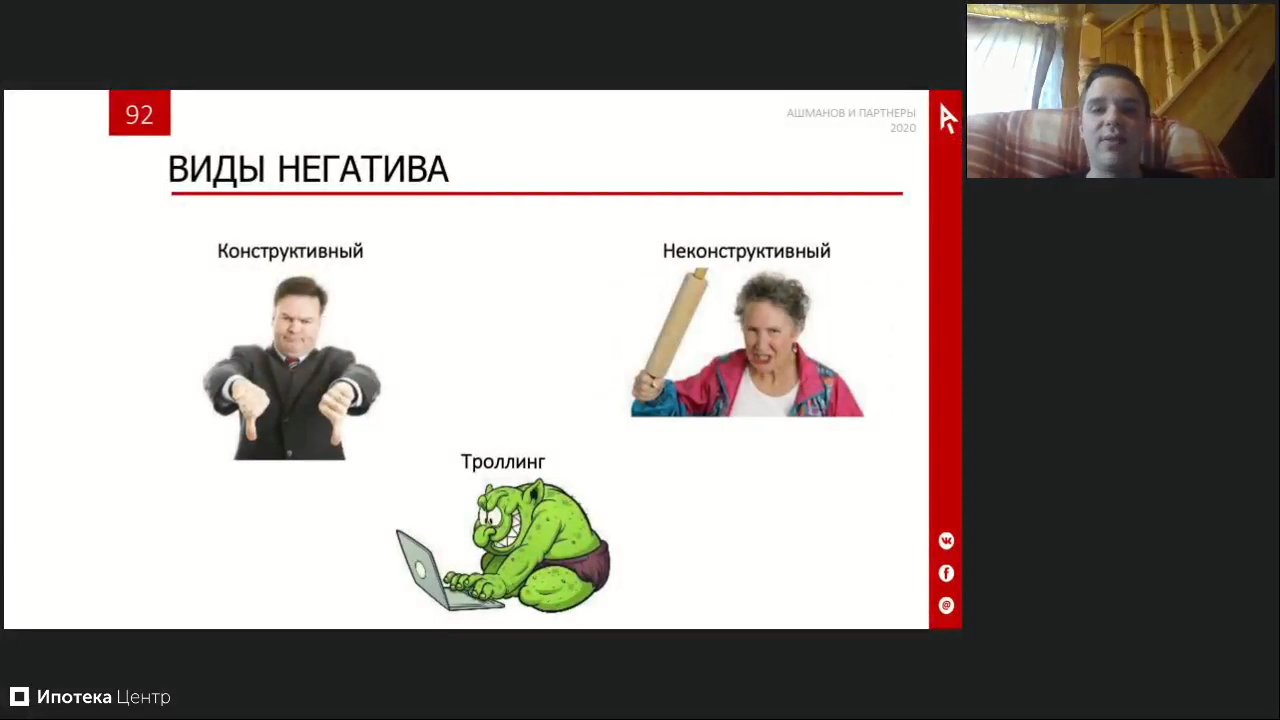 92
АШМАНОВ И ПАРТНЕРЫ
2020
ВИДЫ НЕГАТИВА
Конструктивный
Неконструктивный
Троллинг
Ипотека Центр